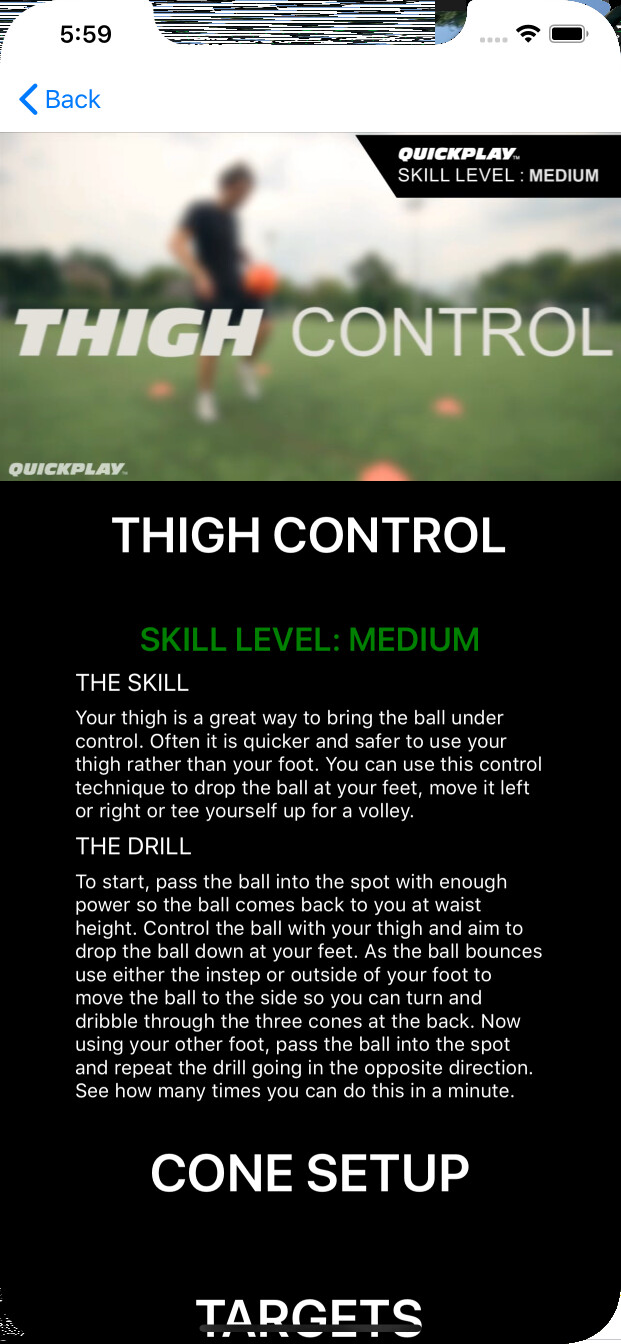 5:59
Back
QUICKPLAY™
SKILL LEVEL : MEDIUM
THIGH CONTROL
QUICKPLAY™
THIGH CONTROL
SKILL LEVEL: MEDIUM
THE SKILL
Your thigh is a great way to bring the ball under
control. Often it is quicker and safer to use your
thigh rather than your foot. You can use this control
technique to drop the ball at your feet, move it left
or right or tee yourself up for a volley.
THE DRILL
To start, pass the ball into the spot with enough
power so the ball comes back to you at waist
height. Control the ball with your thigh and aim to
drop the ball down at your feet. As the ball bounces
use either the instep or outside of your foot to
move the ball to the side so you can turn and
dribble through the three cones at the back. Now
using your other foot, pass the ball into the spot
and repeat the drill going in the opposite direction.
See how many times you can do this in a minute.
CONE SETUP
TARGETS